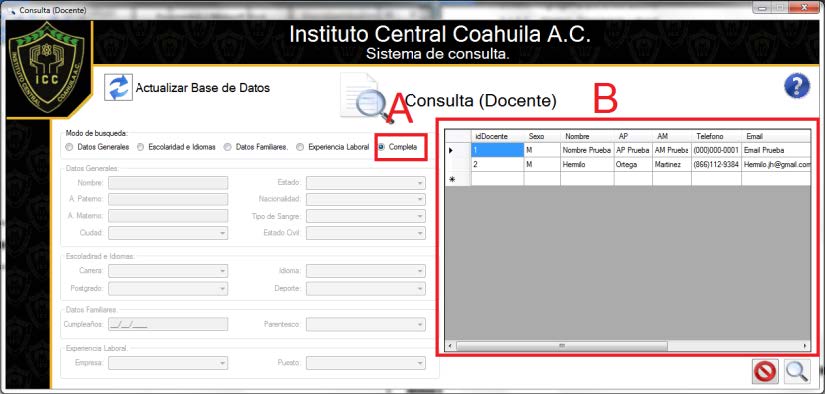 Consulta (Docente)
Instituto Central Coahuila A.C.
Sistema de consulta.
INSTITUTO CENTRAL COAHUILA A.C.
ICC
Actualizar Base de Datos
Consulta (Docente)
A
B
Modo de busqueda:
Datos Generales
Escolaridad e Idiomas
Datos Familiares.
Experiencia Laboral
Completa
Datos Generales:
Nombre:
Estado:
A. Paterno:
Nacionalidad:
A. Materno:
Tipo de Sangre:
Ciudad:
Estado Civil:
Escoladirad e Idiomas:
Carrera:
Idioma:
Postgrado:
Deporte:
Datos Familiares.
Cumpleaños:
__/__/____
Parentesco:
Experiencia Laboral.
Empresa:
Puesto:
idDocente Sexo Nombre AP AM Telefono Email
1 M Nombre Prueba AP Prueba AM Prueba (000)000-0001 Email Prueba
2 M Hermilo Ortega Martinez (866)112-9384 Hermilo.jh@gmail.com